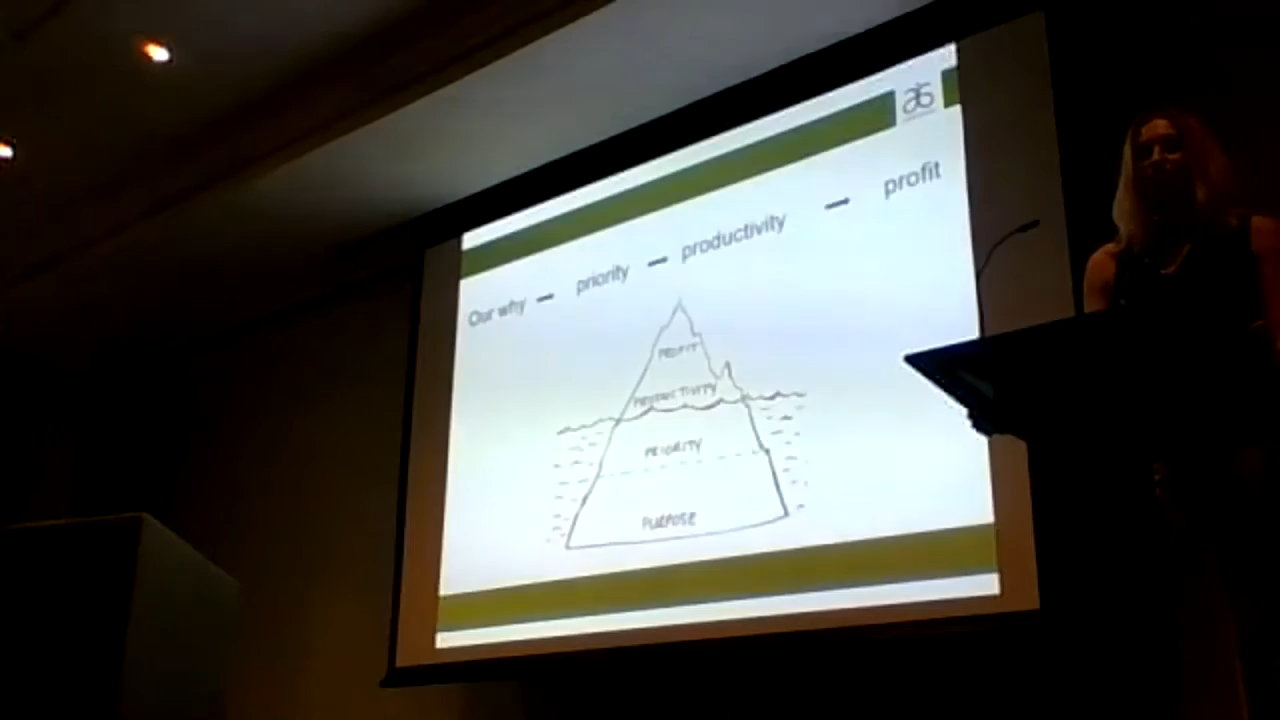 Our why – priority – productivity – profit
PROFIT
PRODUCTIVITY
PRIORITY
PURPOSE